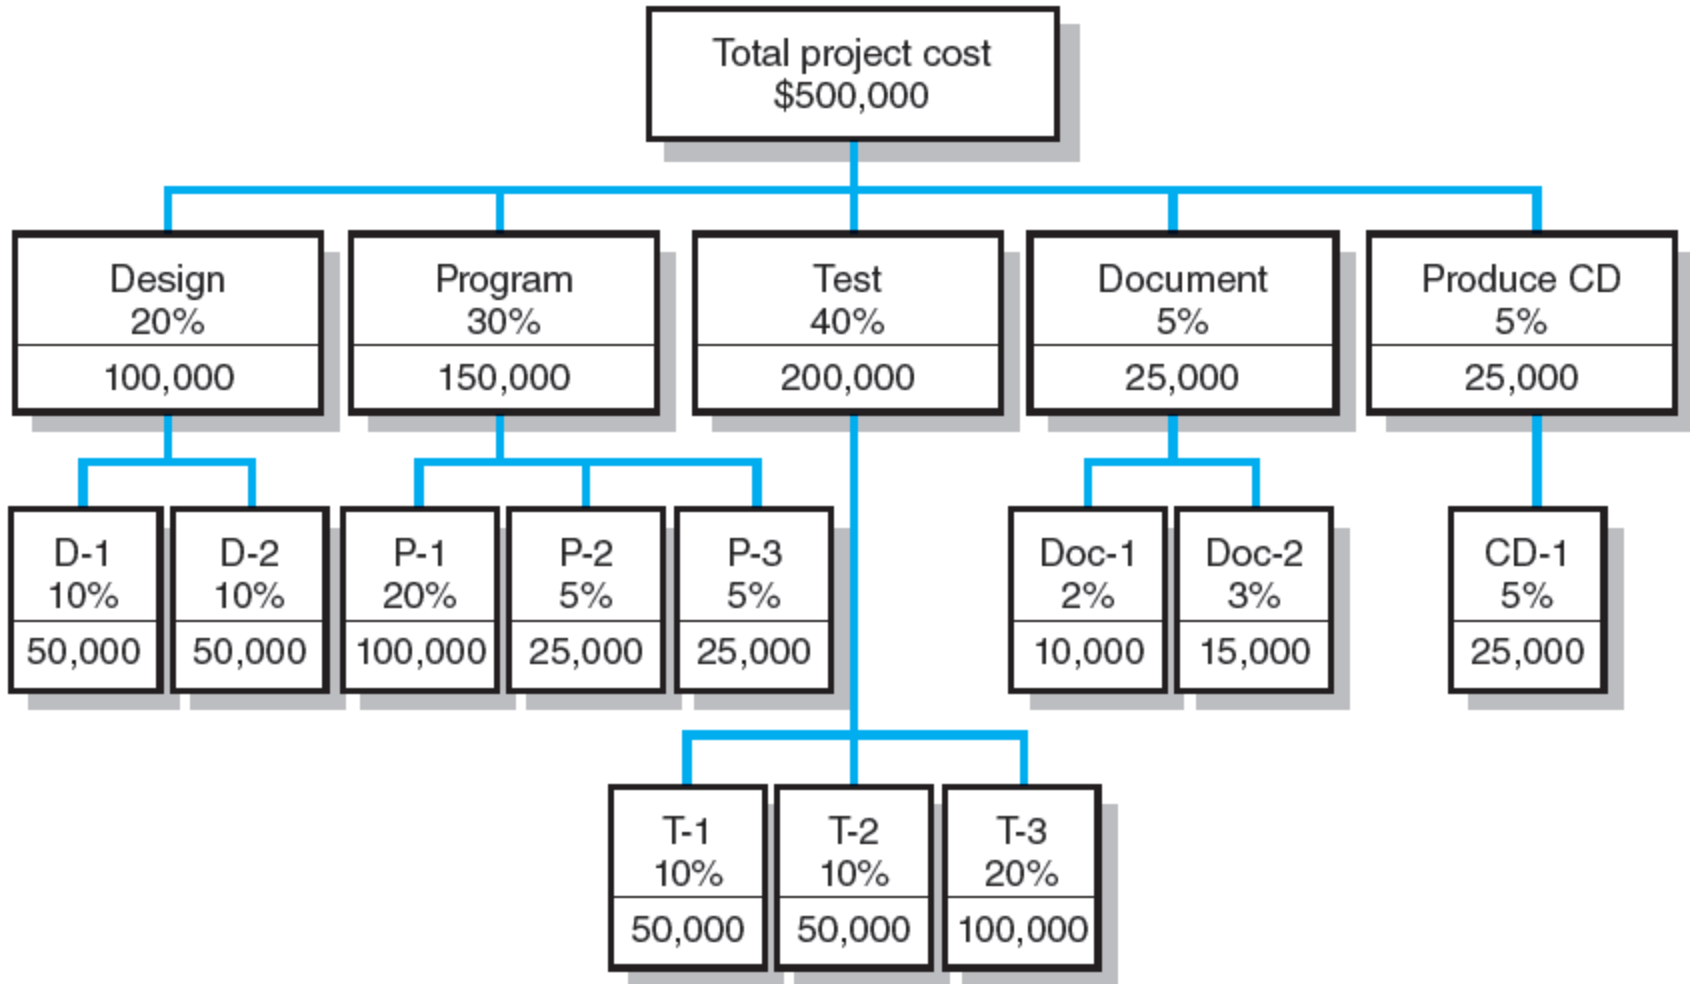 Total project cost
$500,000
Design
20%
100,000
Program
30%
150,000
Test
40%
200,000
Document
5%
25,000
Produce CD
5%
25,000
D-1
10%
50,000
D-2
10%
50,000
P-1
20%
100,000
P-2
5%
25,000
P-3
5%
25,000
Doc-1
2%
10,000
Doc-2
3%
15,000
CD-1
5%
25,000
T-1
10%
50,000
T-2
10%
50,000
T-3
20%
100,000